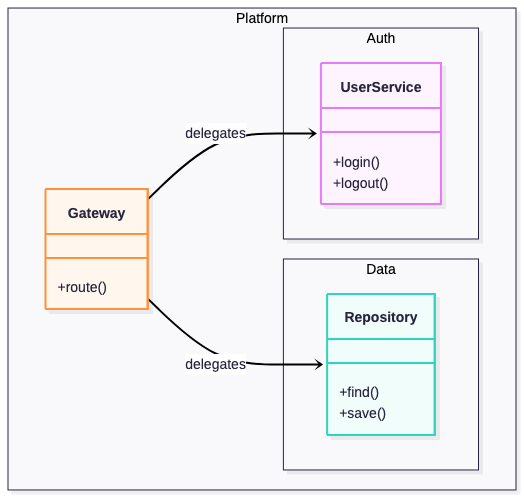 Platform
Auth
UserService
+login()
+logout()
delegates
Gateway
+route()
delegates
Data
Repository
+find()
+save()